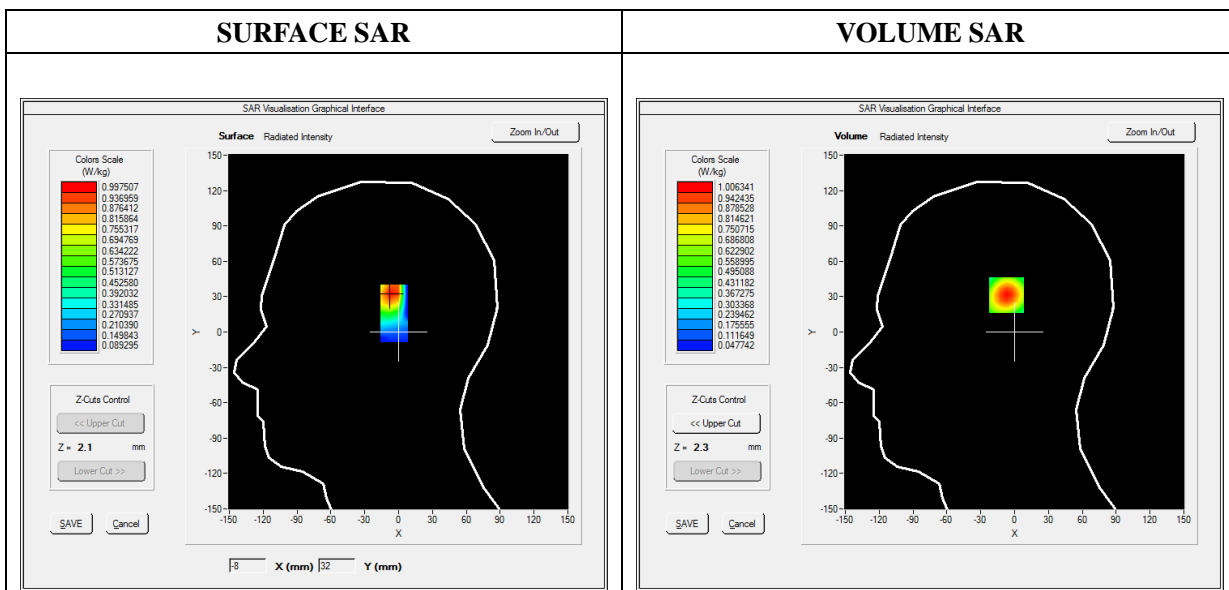 SURFACE SAR
VOLUME SAR
SAR Visualisation Graphical Interface
Surface Radiated Intensity
Zoom In/Out
Colors Scale
(W/kg)
0.997507
0.936959
0.876412
0.815864
0.755317
0.694769
0.634222
0.573675
0.513127
0.452580
0.392032
0.331485
0.270937
0.210390
0.149843
0.089295
Z-Cuts Control
<< Upper Cut
Z = 2.1 mm
Lower Cut >>
SAVE Cancel
150
120
90
60
30
0
-30
-60
-90
-120
-150
Y
-150 -120 -90 -60 -30 0 30 60 90 120 150
X
-8 X (mm) 32 Y (mm)
SAR Visualisation Graphical Interface
Volume Radiated Intensity
Zoom In/Out
Colors Scale
(W/kg)
1.006341
0.942435
0.878528
0.814621
0.750715
0.686808
0.622902
0.558995
0.495088
0.431182
0.367275
0.303368
0.239462
0.175555
0.111649
0.047742
Z-Cuts Control
<< Upper Cut
Z = 2.3 mm
Lower Cut >>
SAVE Cancel
150
120
90
60
30
0
-30
-60
-90
-120
-150
Y
-150 -120 -90 -60 -30 0 30 60 90 120 150
X